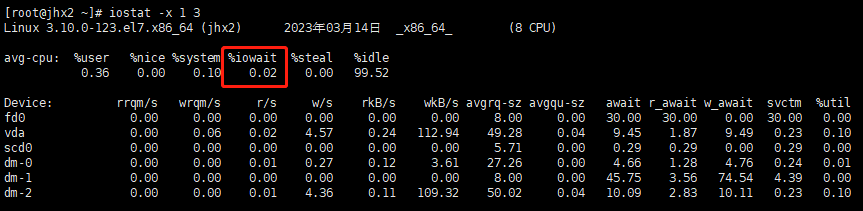 [root@jhx2 ~]# iostat -x 1 3
Linux 3.10.0-123.el7.x86_64 (jhx2) 2023年03月14日 _x86_64_ (8 CPU)
avg-cpu: %user %nice %system %iowait %steal %idle
0.36 0.00 0.10 0.02 0.00 99.52
Device: rrqm/s wrqm/s r/s w/s rkB/s wkB/s avgrq-sz avgqu-sz await r_await w_await svctm %util
fd0 0.00 0.00 0.00 0.00 0.00 0.00 8.00 0.00 30.00 30.00 0.00 30.00 0.00
vda 0.00 0.06 0.02 4.57 0.24 112.94 49.28 0.04 9.45 1.87 9.49 0.23 0.10
scd0 0.00 0.00 0.00 0.00 0.00 0.00 5.71 0.00 0.29 0.29 0.00 0.29 0.00
dm-0 0.00 0.00 0.01 0.27 0.12 3.61 27.26 0.00 4.66 1.28 4.76 0.24 0.01
dm-1 0.00 0.00 0.00 0.00 0.00 0.00 8.00 0.00 45.75 3.56 74.54 4.39 0.00
dm-2 0.00 0.00 0.01 4.36 0.11 109.32 50.02 0.04 10.09 2.83 10.11 0.23 0.10